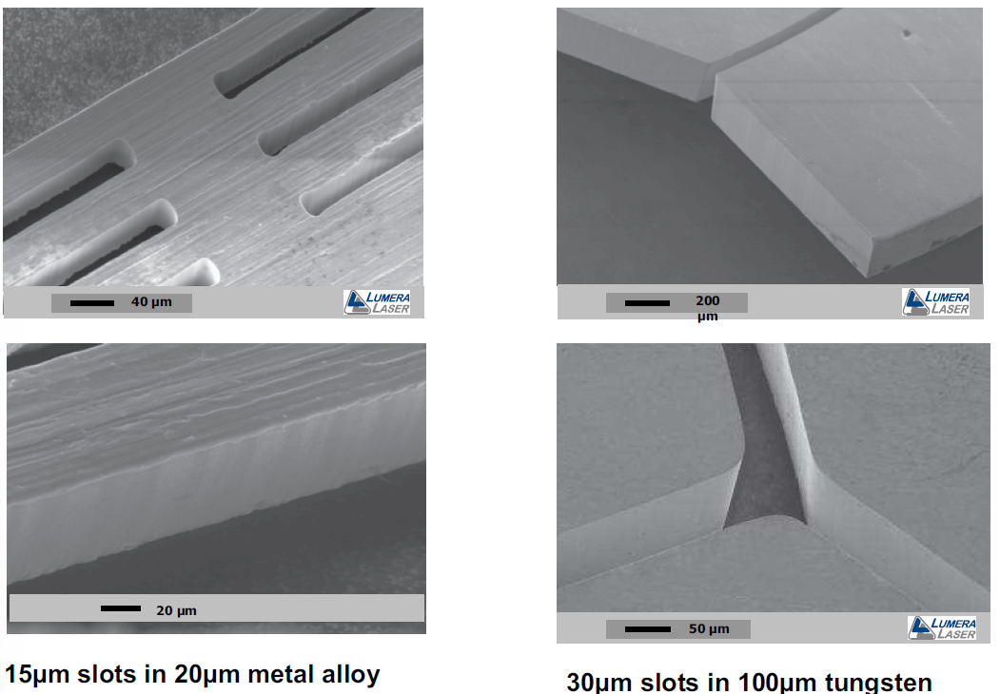 40 µm
LUMERA
LASER
200
µm
LUMERA
LASER
20 µm
50 µm
LUMERA
LASER
15µm slots in 20µm metal alloy
30µm slots in 100µm tungsten